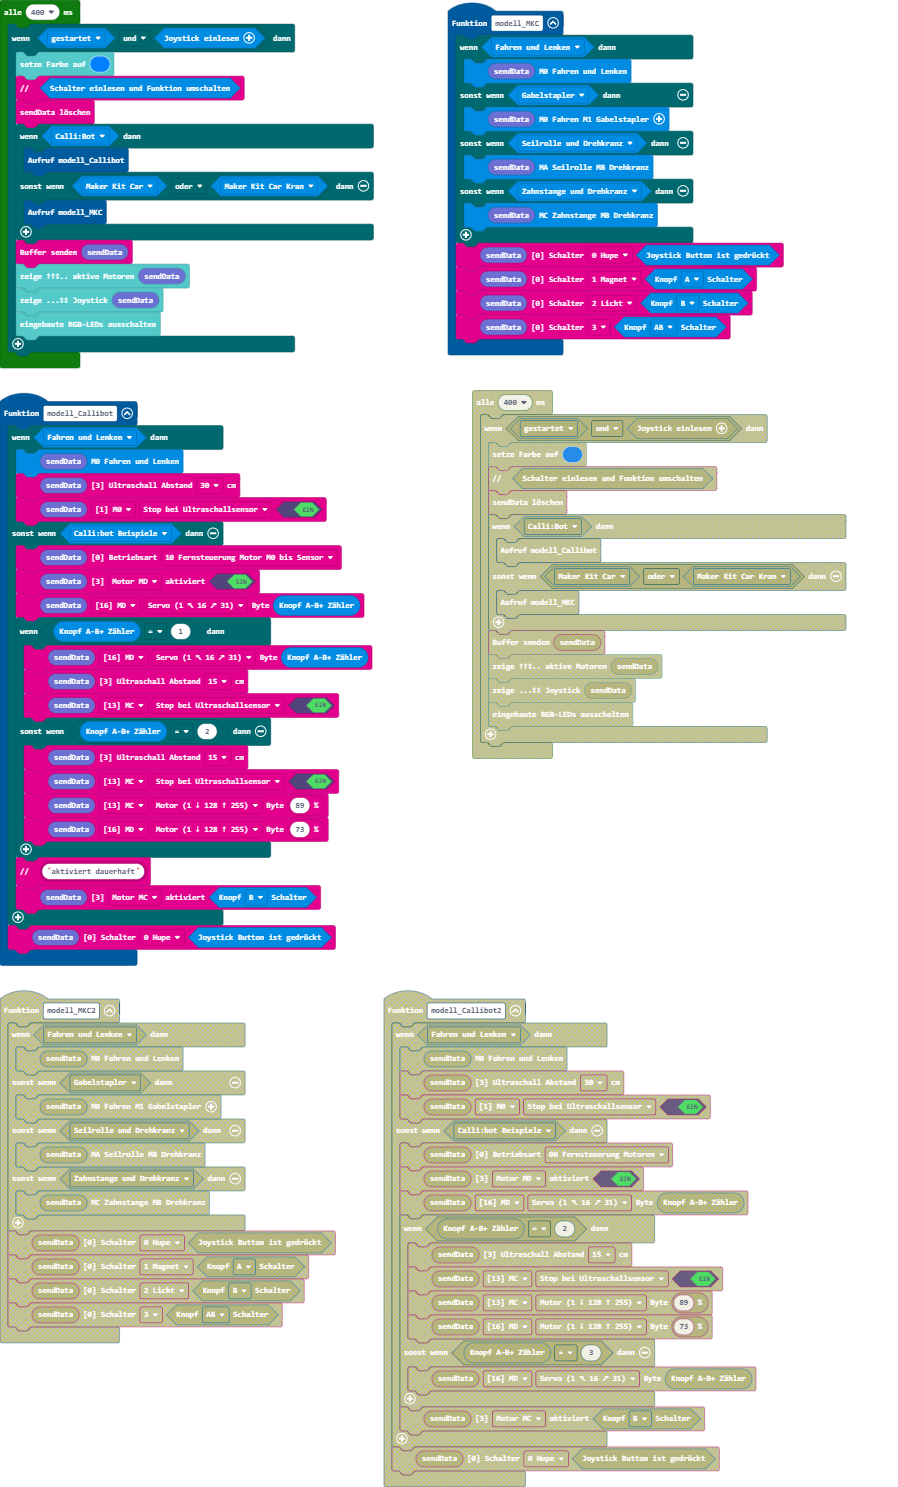 alle 400 ms
wenn gestartet und Joystick einlesen dann
setze Farbe auf
// Schalter einlesen und Funktion umschalten
sendData löschen
wenn Calli:Bot dann
Aufruf modell_Callibot
sonst wenn Maker Kit Car oder Maker Kit Car Kran dann
Aufruf modell_MKC
Buffer senden sendData
zeige ↑↑↕.. aktive Motoren sendData
zeige ...↕↕ Joystick sendData
eingebaute RGB-LEDs ausschalten
Funktion modell_MKC
wenn Fahren und Lenken dann
sendData M0 Fahren und Lenken
sonst wenn Gabelstapler dann
sendData M0 Fahren M1 Gabelstapler
sonst wenn Seilrolle und Drehkranz dann
sendData MA Seilrolle MB Drehkranz
sonst wenn Zahnstange und Drehkranz dann
sendData MC Zahnstange MB Drehkranz
sendData [0] Schalter 0 Hupe Joystick Button ist gedrückt
sendData [0] Schalter 1 Magnet Knopf A Schalter
sendData [0] Schalter 2 Licht Knopf B Schalter
sendData [0] Schalter 3 Knopf AB Schalter
Funktion modell_Callibot
wenn Fahren und Lenken dann
sendData M0 Fahren und Lenken
sendData [3] Ultraschall Abstand 30 cm
sendData [1] M0 Stop bei Ultraschallsensor EIN
sonst wenn Calli:bot Beispiele dann
sendData [0] Betriebsart 10 Fernsteuerung Motor M0 bis Sensor
sendData [3] Motor MD aktiviert EIN
sendData [16] MD Servo (1 ↖ 16 ↗ 31) Byte Knopf A-B+ Zähler
wenn Knopf A-B+ Zähler = 1 dann
sendData [16] MD Servo (1 ↖ 16 ↗ 31) Byte Knopf A-B+ Zähler
sendData [3] Ultraschall Abstand 15 cm
sendData [13] MC Stop bei Ultraschallsensor EIN
sonst wenn Knopf A-B+ Zähler = 2 dann
sendData [3] Ultraschall Abstand 15 cm
sendData [13] MC Stop bei Ultraschallsensor EIN
sendData [13] MC Motor (1 ↓ 128 ↑ 255) Byte 89 %
sendData [16] MD Motor (1 ↓ 128 ↑ 255) Byte 73 %
// "aktiviert dauerhaft"
sendData [3] Motor MC aktiviert Knopf B Schalter
sendData [0] Schalter 0 Hupe Joystick Button ist gedrückt
alle 400 ms
wenn gestartet und Joystick einlesen dann
setze Farbe auf
// Schalter einlesen und Funktion umschalten
sendData löschen
wenn Calli:Bot dann
Aufruf modell_Callibot
sonst wenn Maker Kit Car oder Maker Kit Car Kran dann
Aufruf modell_MKC
Buffer senden sendData
zeige ↑↑↕.. aktive Motoren sendData
zeige ...↕↕ Joystick sendData
eingebaute RGB-LEDs ausschalten
Funktion modell_MKC2
wenn Fahren und Lenken dann
sendData M0 Fahren und Lenken
sonst wenn Gabelstapler dann
sendData M0 Fahren M1 Gabelstapler
sonst wenn Seilrolle und Drehkranz dann
sendData MA Seilrolle MB Drehkranz
sonst wenn Zahnstange und Drehkranz dann
sendData MC Zahnstange MB Drehkranz
sendData [0] Schalter 0 Hupe Joystick Button ist gedrückt
sendData [0] Schalter 1 Magnet Knopf A Schalter
sendData [0] Schalter 2 Licht Knopf B Schalter
sendData [0] Schalter 3 Knopf AB Schalter
Funktion modell_Callibot2
wenn Fahren und Lenken dann
sendData M0 Fahren und Lenken
sendData [3] Ultraschall Abstand 30 cm
sendData [1] M0 Stop bei Ultraschallsensor EIN
sonst wenn Calli:bot Beispiele dann
sendData [0] Betriebsart 00 Fernsteuerung Motoren
sendData [3] Motor MD aktiviert EIN
sendData [16] MD Servo (1 ↖ 16 ↗ 31) Byte Knopf A-B+ Zähler
wenn Knopf A-B+ Zähler = 2 dann
sendData [3] Ultraschall Abstand 15 cm
sendData [13] MC Stop bei Ultraschallsensor EIN
sendData [13] MC Motor (1 ↓ 128 ↑ 255) Byte 89 %
sendData [16] MD Motor (1 ↓ 128 ↑ 255) Byte 73 %
sonst wenn Knopf A-B+ Zähler = 3 dann
sendData [16] MD Servo (1 ↖ 16 ↗ 31) Byte Knopf A-B+ Zähler
sendData [3] Motor MC aktiviert Knopf B Schalter
sendData [0] Schalter 0 Hupe Joystick Button ist gedrückt